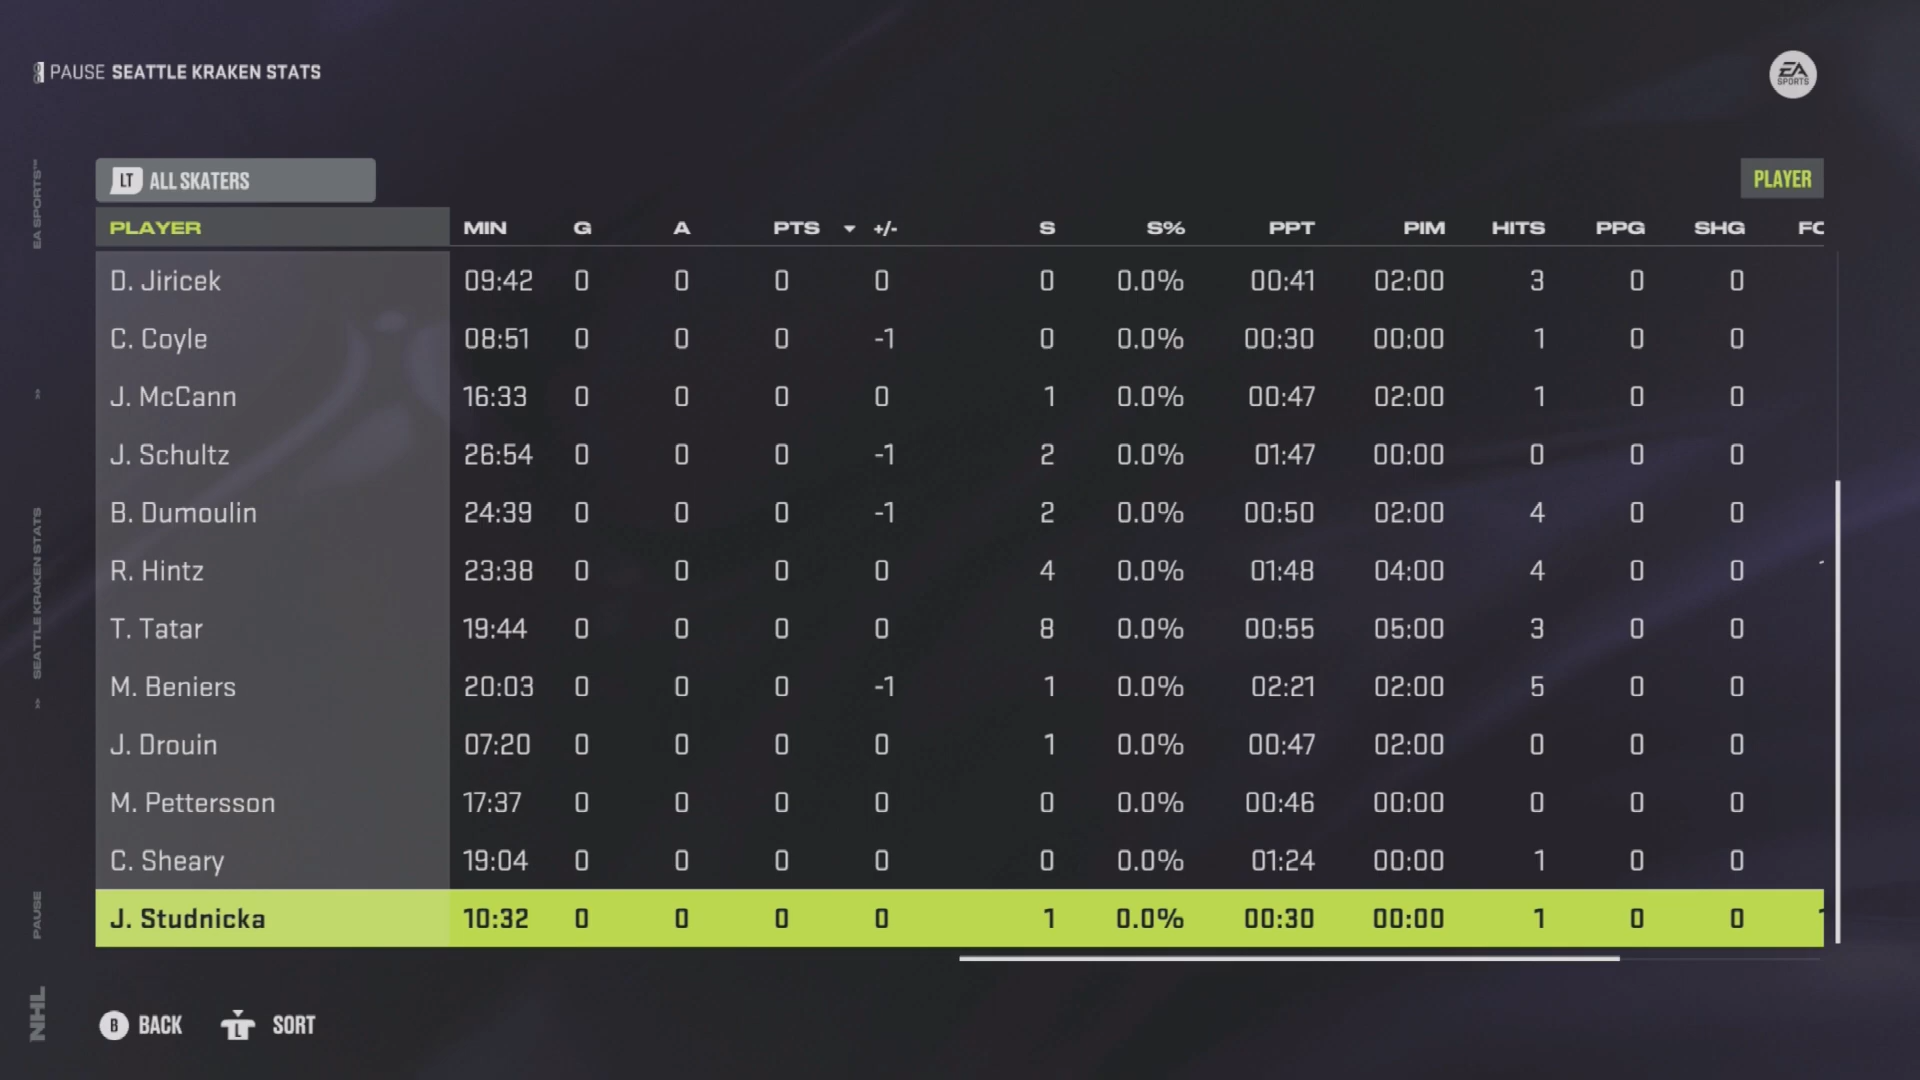 PAUSE SEATTLE KRAKEN STATS
EA SPORTS
LT ALL SKATERS
PLAYER
PLAYER MIN G A PTS +/- S S% PPT PIM HITS PPG SHG
D. Jiricek 09:42 0 0 0 0 0 0.0% 00:41 02:00 3 0 0
C. Coyle 08:51 0 0 0 -1 0 0.0% 00:30 00:00 1 0 0
J. McCann 16:33 0 0 0 0 1 0.0% 00:47 02:00 1 0 0
J. Schultz 26:54 0 0 0 -1 2 0.0% 01:47 00:00 0 0 0
B. Dumoulin 24:39 0 0 0 -1 2 0.0% 00:50 02:00 4 0 0
R. Hintz 23:38 0 0 0 0 4 0.0% 01:48 04:00 4 0 0
T. Tatar 19:44 0 0 0 0 8 0.0% 00:55 05:00 3 0 0
M. Beniers 20:03 0 0 0 -1 1 0.0% 02:21 02:00 5 0 0
J. Drouin 07:20 0 0 0 0 1 0.0% 00:47 02:00 0 0 0
M. Pettersson 17:37 0 0 0 0 0 0.0% 00:46 00:00 0 0 0
C. Sheary 19:04 0 0 0 0 0 0.0% 01:24 00:00 1 0 0
J. Studnicka 10:32 0 0 0 0 1 0.0% 00:30 00:00 1 0 0
B BACK L SORT
NHL PAUSE » SEATTLE KRAKEN STATS » EA SPORTS™